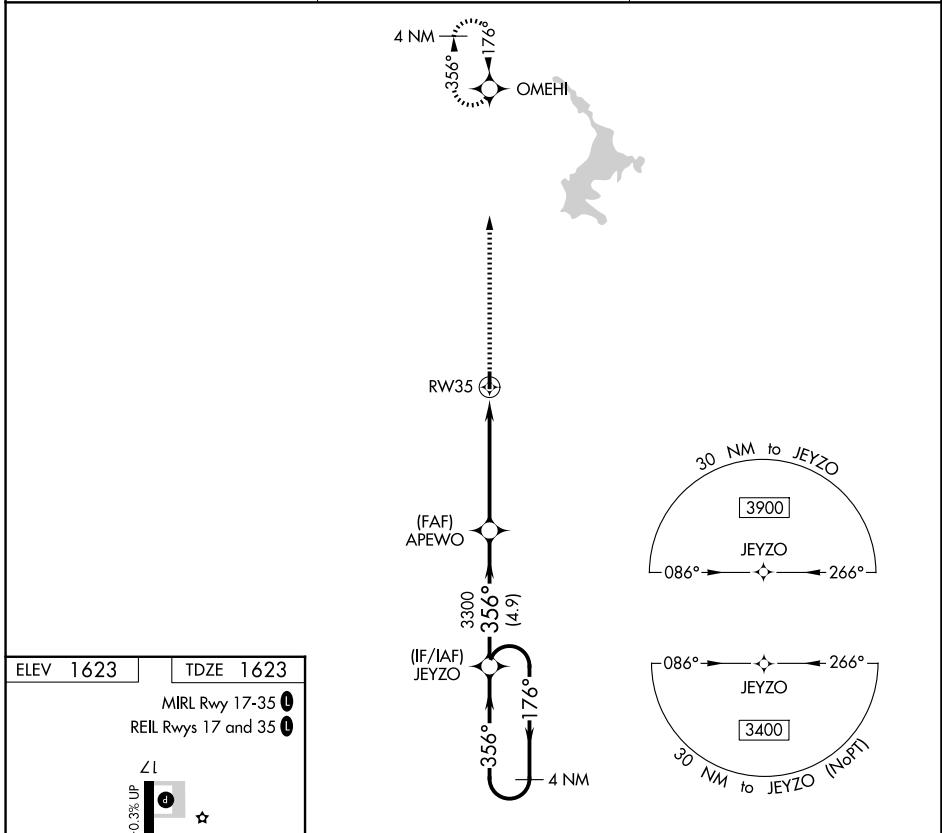 4 NM
176°
356°
OMEHI
RW35
30 NM to JEYZO
3900
JEYZO
086°
266°
(FAF)
APEWO
3300
356°
(4.9)
(IF/IAF)
JEYZO
176°
356°
4 NM
086°
266°
JEYZO
3400
30 NM to JEYZO (NoPT)
ELEV 1623
TDZE 1623
MIRL Rwy 17-35 L
REIL Rwys 17 and 35 L
17
0.3% UP
P